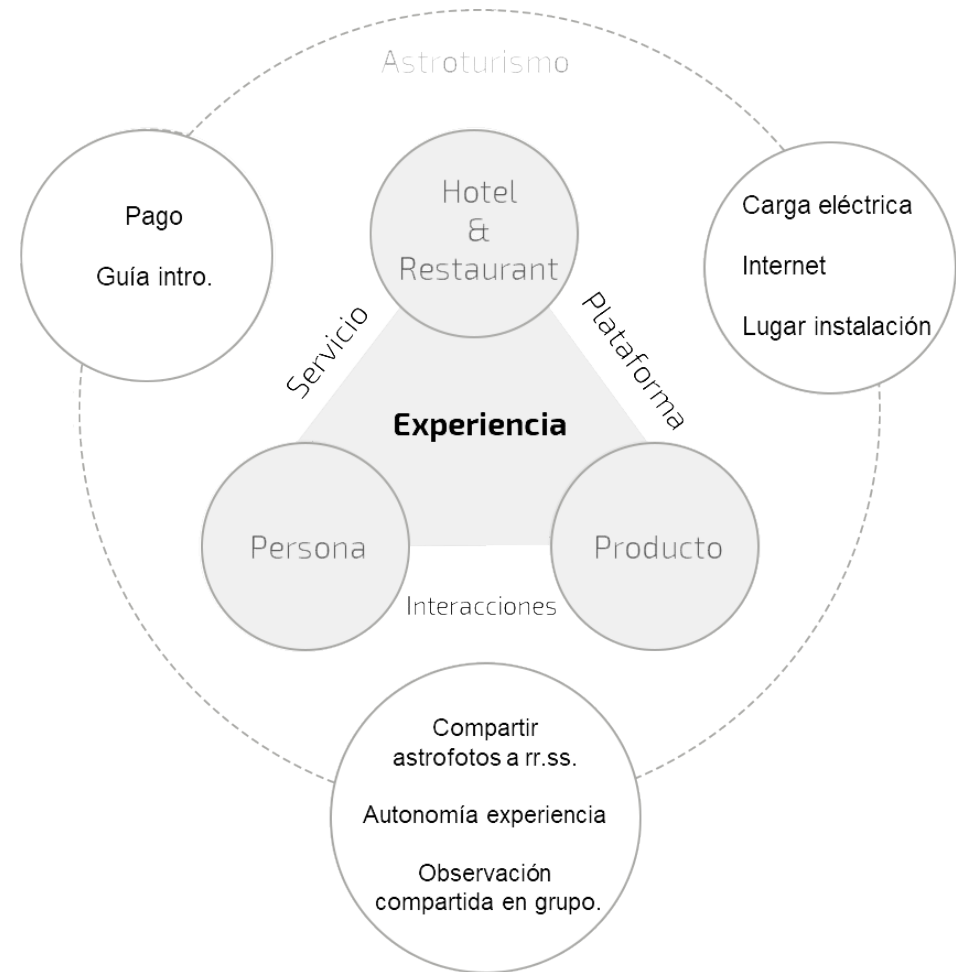 Astroturismo
Pago
Guía intro.
Hotel
&
Restaurant
Carga eléctrica
Internet
Lugar instalación
Servicio
Plataforma
Experiencia
Persona
Producto
Interacciones
Compartir
astrofotos a rr.ss.
Autonomía experiencia
Observación
compartida en grupo.